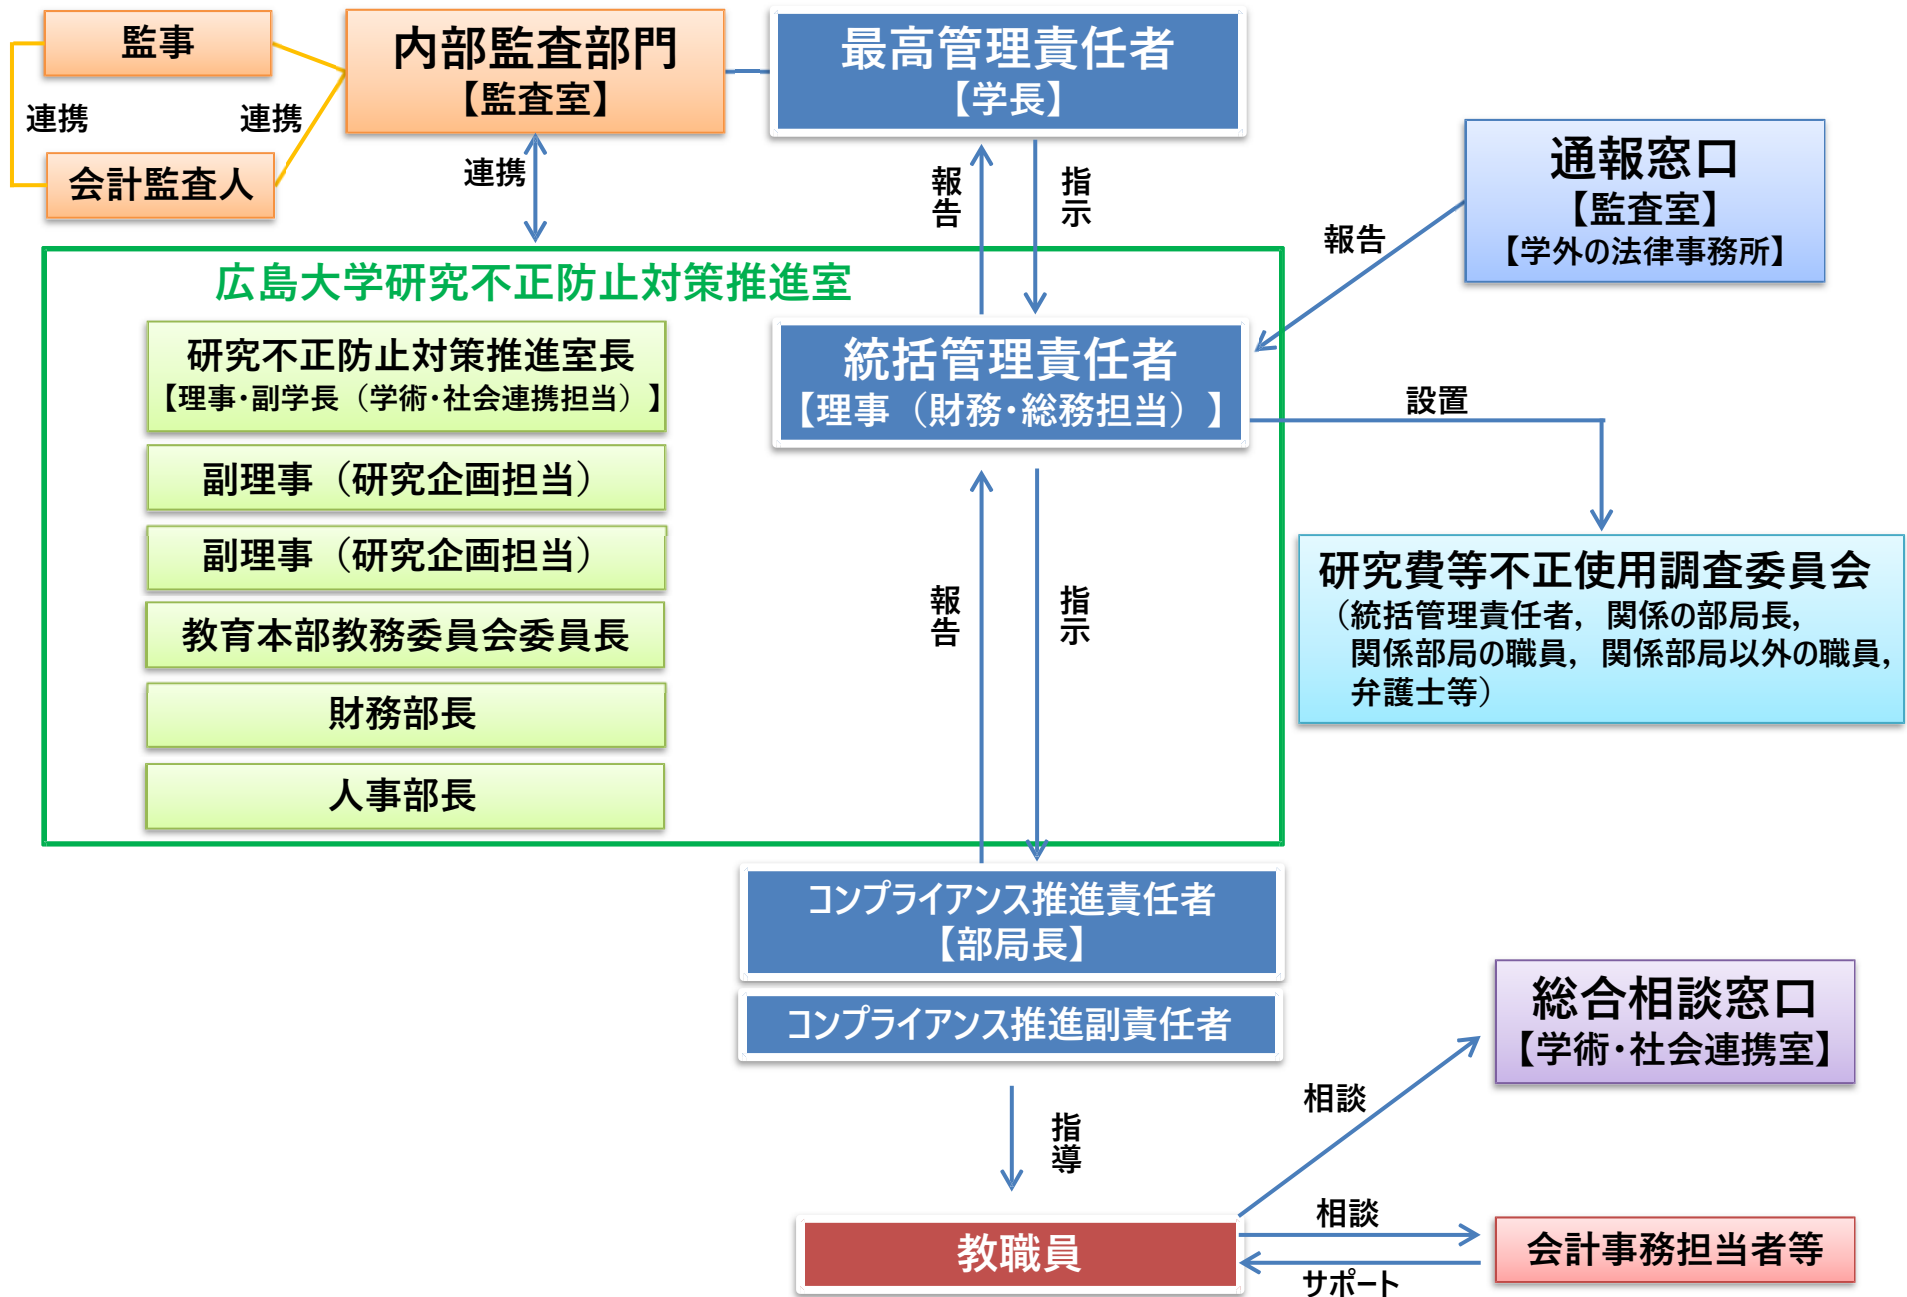 監事
内部監査部門
【監査室】
最高管理責任者
【学長】
連携
連携
会計監査人
連携
報告
指示
通報窓口
【監査室】
【学外の法律事務所】
報告
広島大学研究不正防止対策推進室
研究不正防止対策推進室長
【理事・副学長（学術・社会連携担当）】
統括管理責任者
【理事（財務・総務担当）】
設置
副理事（研究企画担当）
副理事（研究企画担当）
教育本部教務委員会委員長
財務部長
人事部長
報告
指示
研究費等不正使用調査委員会
（統括管理責任者，関係の部局長，
関係部局の職員，関係部局以外の職員，
弁護士等）
コンプライアンス推進責任者
【部局長】
コンプライアンス推進副責任者
総合相談窓口
【学術・社会連携室】
指導
相談
教職員
相談
サポート
会計事務担当者等